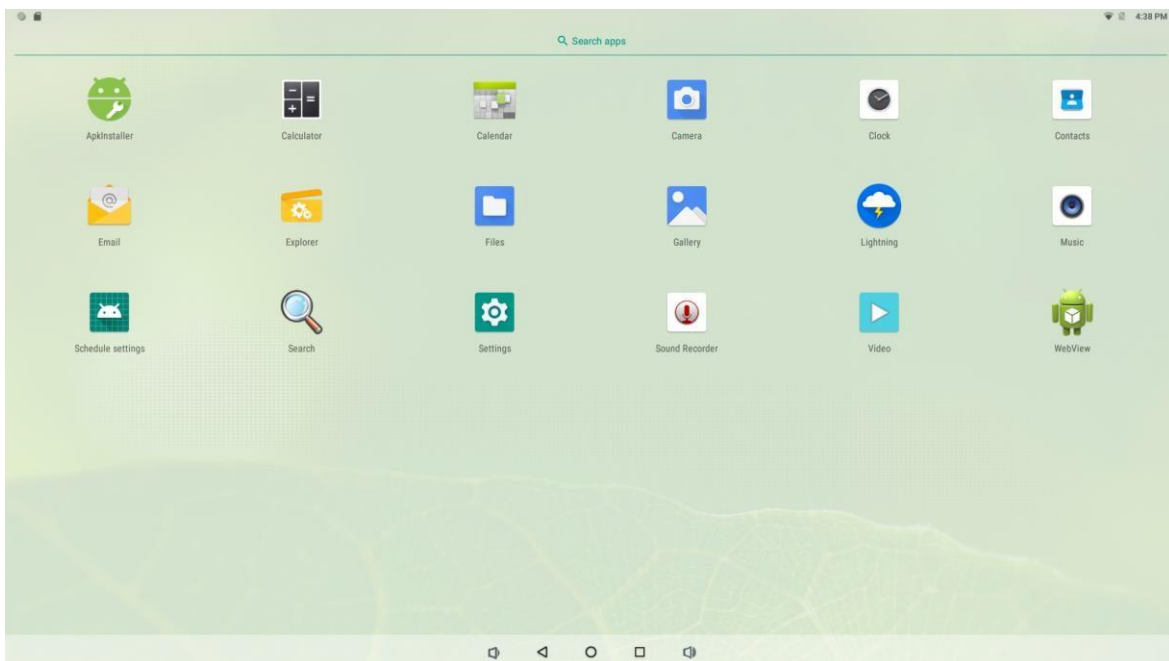 4:38 PM
Search apps
ApkInstaller Calculator Calendar Camera Clock Contacts
Email Explorer Files Gallery Lightning Music
Schedule settings Search Settings Sound Recorder Video WebView